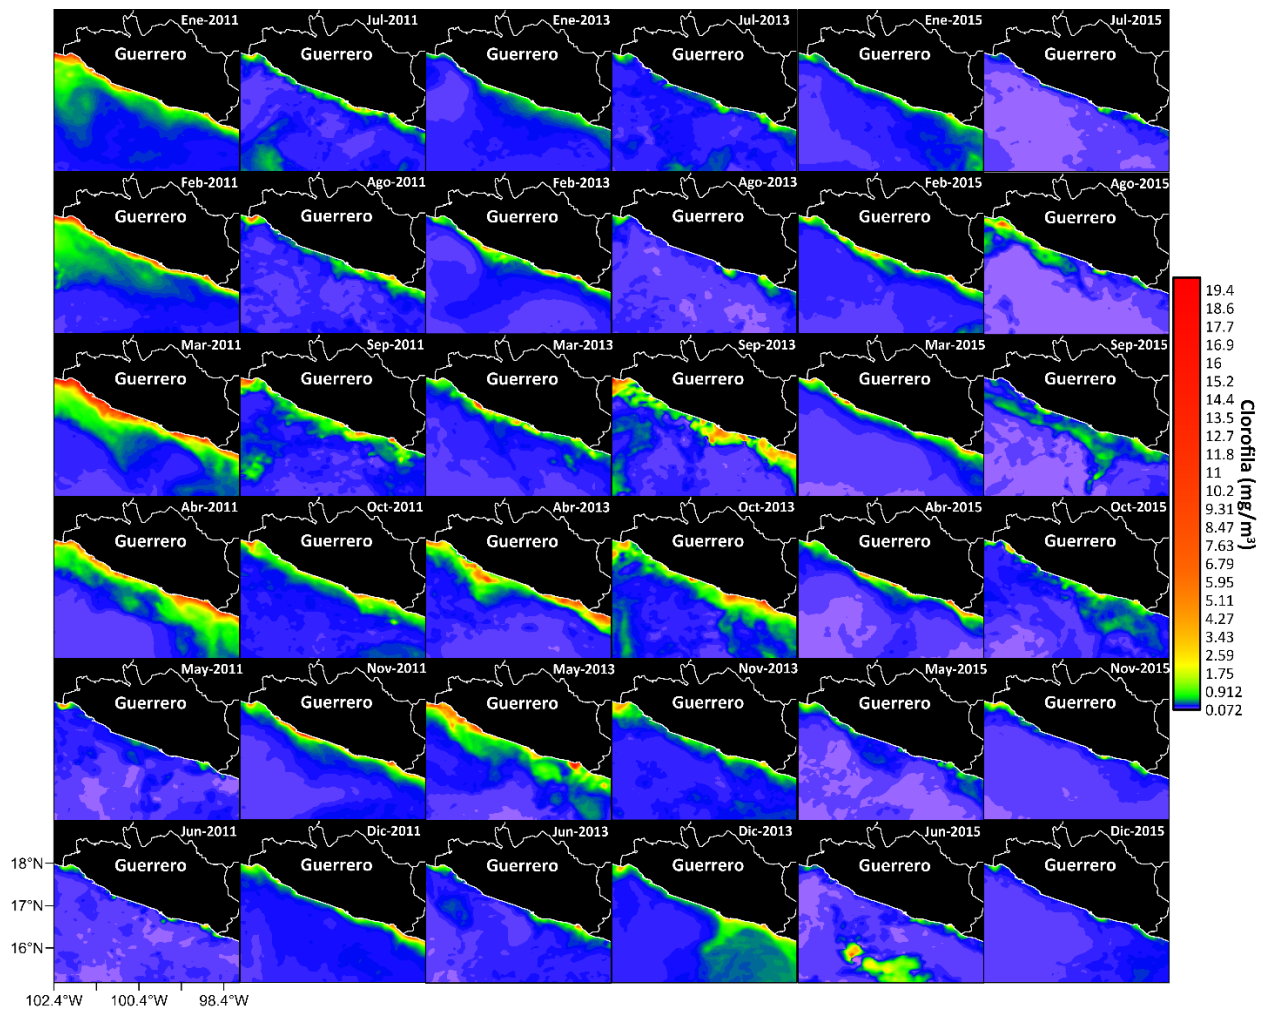 Ene-2011 Jul-2011 Ene-2013 Jul-2013 Ene-2015 Jul-2015
Guerrero Guerrero Guerrero Guerrero Guerrero Guerrero
Feb-2011 Ago-2011 Feb-2013 Ago-2013 Feb-2015 Ago-2015
Guerrero Guerrero Guerrero Guerrero Guerrero Guerrero
Mar-2011 Sep-2011 Mar-2013 Sep-2013 Mar-2015 Sep-2015
Guerrero Guerrero Guerrero Guerrero Guerrero Guerrero
Abr-2011 Oct-2011 Abr-2013 Oct-2013 Abr-2015 Oct-2015
Guerrero Guerrero Guerrero Guerrero Guerrero Guerrero
May-2011 Nov-2011 May-2013 Nov-2013 May-2015 Nov-2015
Guerrero Guerrero Guerrero Guerrero Guerrero Guerrero
Jun-2011 Dic-2011 Jun-2013 Dic-2013 Jun-2015 Dic-2015
Guerrero Guerrero Guerrero Guerrero Guerrero Guerrero
18°N
17°N
16°N
102.4°W 100.4°W 98.4°W
19.4
18.6
17.7
16.9
16
15.2
14.4
13.5
12.7
11.8
11
10.2
9.31
8.47
7.63
6.79
5.95
5.11
4.27
3.43
2.59
1.75
0.912
0.072
Clorofila (mg/m³)